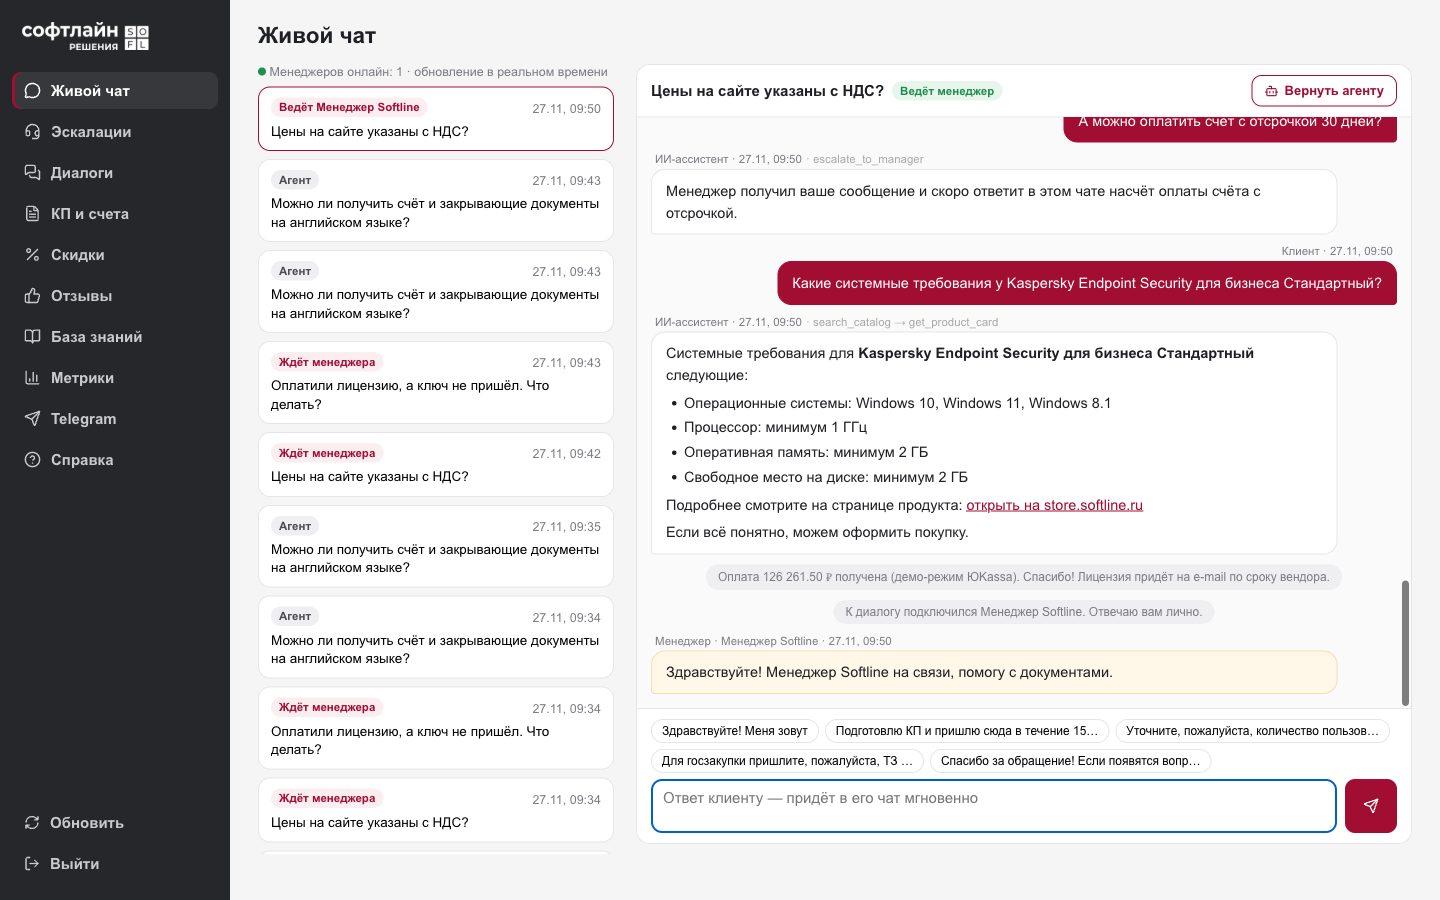 софтлайн
РЕШЕНИЯ
SO
FL
Живой чат
Эскалации
Диалоги
КП и счета
Скидки
Отзывы
База знаний
Метрики
Telegram
Справка
Обновить
Выйти
Живой чат
Менеджеров онлайн: 1 · обновление в реальном времени
Ведёт Менеджер Softline 27.11, 09:50
Цены на сайте указаны с НДС?
Агент 27.11, 09:43
Можно ли получить счёт и закрывающие документы
на английском языке?
Агент 27.11, 09:43
Можно ли получить счёт и закрывающие документы
на английском языке?
Ждёт менеджера 27.11, 09:43
Оплатили лицензию, а ключ не пришёл. Что
делать?
Ждёт менеджера 27.11, 09:42
Цены на сайте указаны с НДС?
Агент 27.11, 09:35
Можно ли получить счёт и закрывающие документы
на английском языке?
Агент 27.11, 09:34
Можно ли получить счёт и закрывающие документы
на английском языке?
Ждёт менеджера 27.11, 09:34
Оплатили лицензию, а ключ не пришёл. Что
делать?
Ждёт менеджера 27.11, 09:34
Цены на сайте указаны с НДС?
Цены на сайте указаны с НДС? Ведёт менеджер
Вернуть агенту
А можно оплатить счёт с отсрочкой 30 дней?
ИИ-ассистент · 27.11, 09:50 · escalate_to_manager
Менеджер получил ваше сообщение и скоро ответит в этом чате насчёт оплаты счёта с
отсрочкой.
Клиент · 27.11, 09:50
Какие системные требования у Kaspersky Endpoint Security для бизнеса Стандартный?
ИИ-ассистент · 27.11, 09:50 · search_catalog → get_product_card
Системные требования для Kaspersky Endpoint Security для бизнеса Стандартный
следующие:
• Операционные системы: Windows 10, Windows 11, Windows 8.1
• Процессор: минимум 1 ГГц
• Оперативная память: минимум 2 ГБ
• Свободное место на диске: минимум 2 ГБ
Подробнее смотрите на странице продукта: открыть на store.softline.ru
Если всё понятно, можем оформить покупку.
Оплата 126 261.50 ₽ получена (демо-режим ЮKassa). Спасибо! Лицензия придёт на e-mail по сроку вендора.
К диалогу подключился Менеджер Softline. Отвечаю вам лично.
Менеджер · Менеджер Softline · 27.11, 09:50
Здравствуйте! Менеджер Softline на связи, помогу с документами.
Здравствуйте! Меня зовут
Подготовлю КП и пришлю сюда в течение 15…
Уточните, пожалуйста, количество пользов…
Для госзакупки пришлите, пожалуйста, ТЗ …
Спасибо за обращение! Если появятся вопр…
Ответ клиенту — придёт в его чат мгновенно